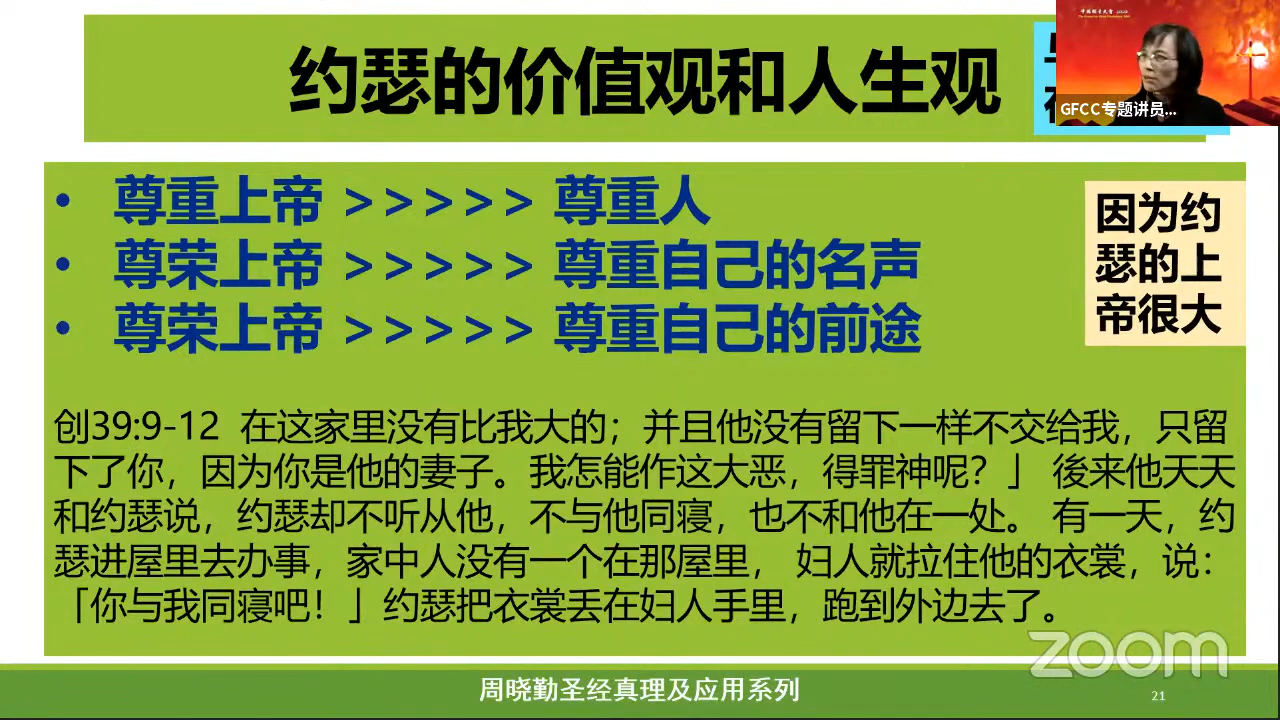 约瑟的价值观和人生观
GFCC专题讲员...
• 尊重上帝 >>>>> 尊重人
• 尊荣上帝 >>>>> 尊重自己的名声
• 尊荣上帝 >>>>> 尊重自己的前途
因为约
瑟的上
帝很大
创39:9-12 在这家里没有比我大的；并且他没有留下一样不交给我，只留
下了你，因为你是他的妻子。我怎能作这大恶，得罪神呢？」 後来他天天
和约瑟说，约瑟却不听从他，不与他同寝，也不和他在一处。 有一天，约
瑟进屋里去办事，家中人没有一个在那屋里， 妇人就拉住他的衣裳，说：
「你与我同寝吧！」约瑟把衣裳丢在妇人手里，跑到外边去了。
zoom
周晓勤圣经真理及应用系列
21